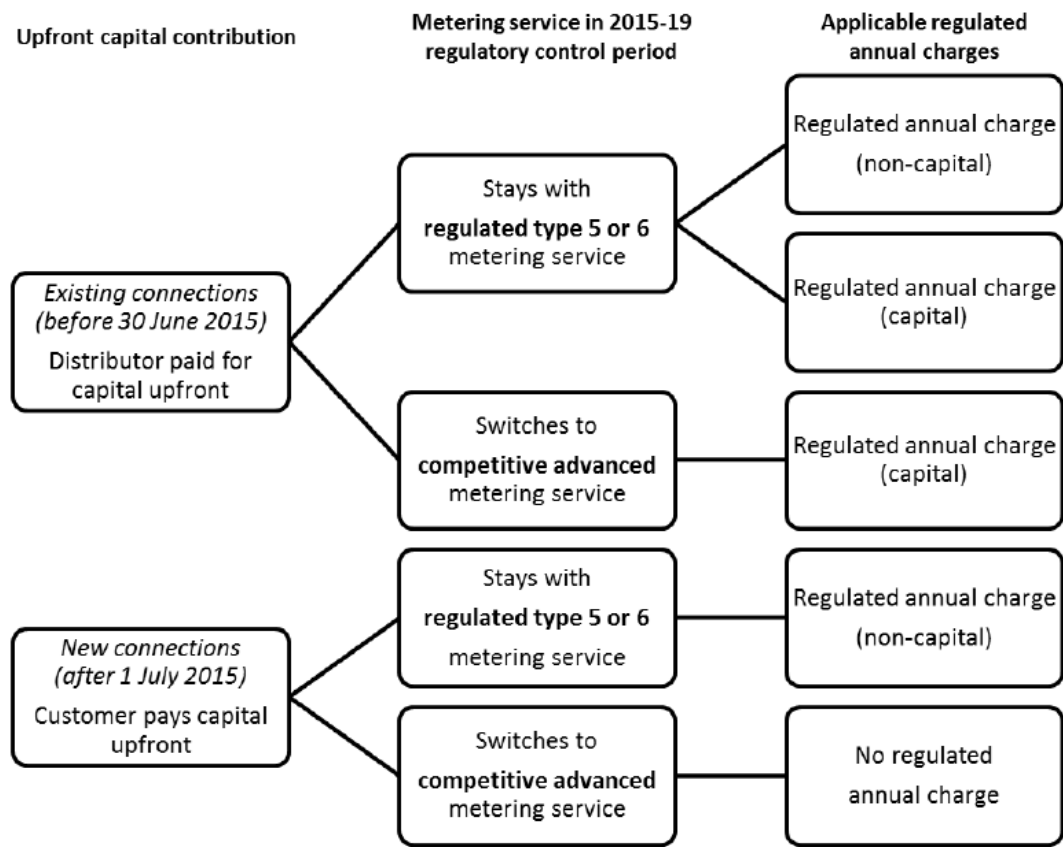 Upfront capital contribution
Metering service in 2015-19
regulatory control period
Applicable regulated
annual charges
Existing connections
(before 30 June 2015)
Distributor paid for
capital upfront
Stays with
regulated type 5 or 6
metering service
Regulated annual charge
(non-capital)
Regulated annual charge
(capital)
Switches to
competitive advanced
metering service
Regulated annual charge
(capital)
New connections
(after 1 July 2015)
Customer pays capital
upfront
Stays with
regulated type 5 or 6
metering service
Regulated annual charge
(non-capital)
Switches to
competitive advanced
metering service
No regulated
annual charge